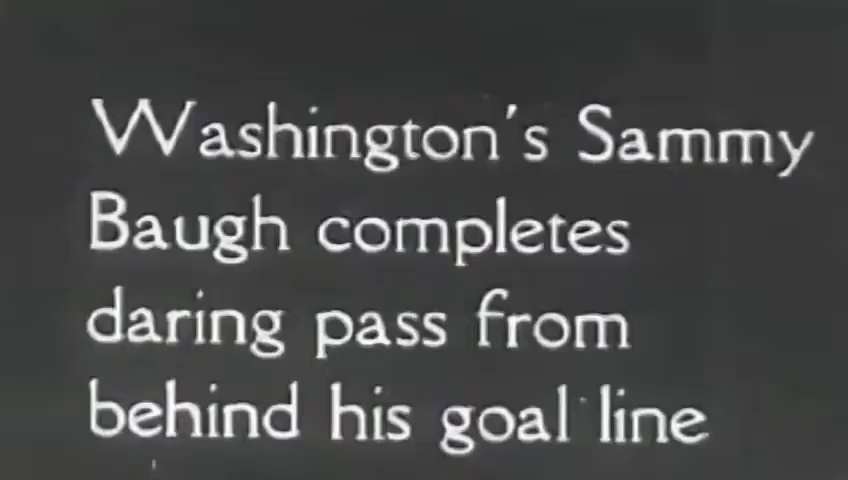 Washington's Sammy
Baugh completes
daring pass from
behind his goal line